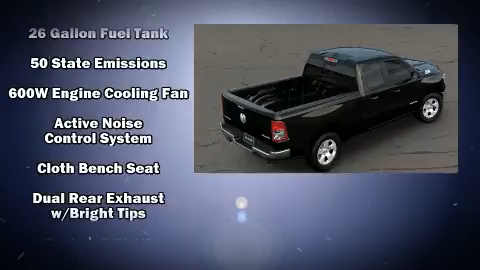 26 Gallon Fuel Tank
50 State Emissions
600W Engine Cooling Fan
Active Noise
Control System
Cloth Bench Seat
Dual Rear Exhaust
w/Bright Tips